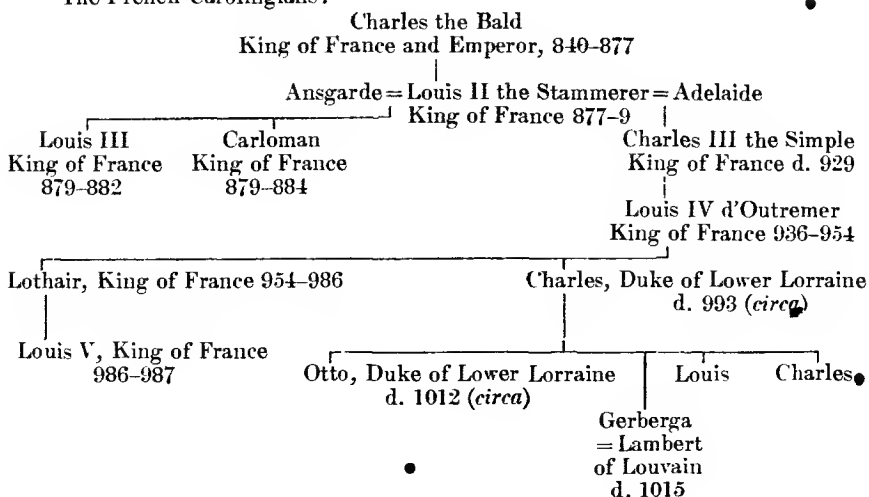 The French Carolingians.
Charles the Bald
King of France and Emperor, 840–877
Ansgarde = Louis II the Stammerer = Adelaide
King of France 877–9
Louis III
King of France
879–882
Carloman
King of France
879–884
Charles III the Simple
King of France d. 929
Louis IV d'Outremer
King of France 936–954
Lothair, King of France 954–986
Charles, Duke of Lower Lorraine
d. 993 (circa)
Louis V, King of France
986–987
Otto, Duke of Lower Lorraine
d. 1012 (circa)
Louis
Charles
Gerberga
= Lambert
of Louvain
d. 1015